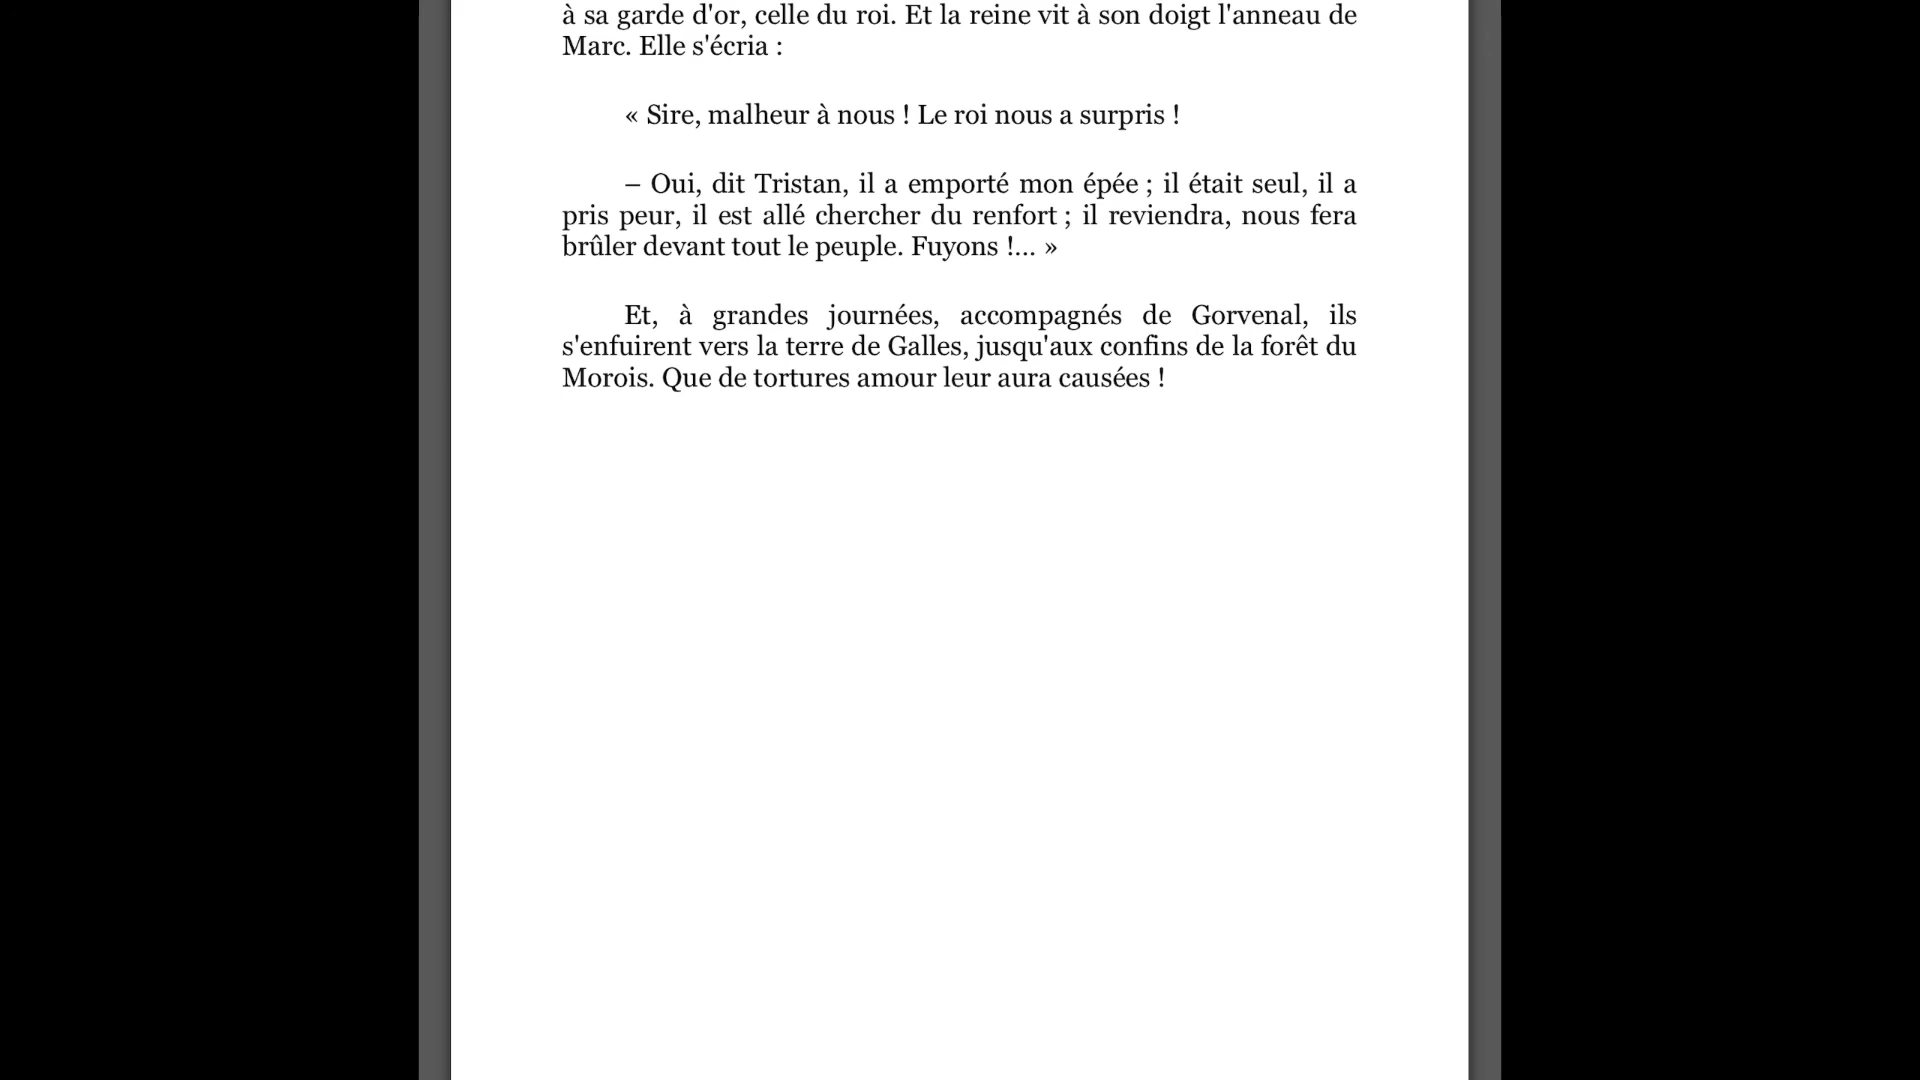 à sa garde d'or, celle du roi. Et la reine vit à son doigt l'anneau de
Marc. Elle s'écria :
« Sire, malheur à nous ! Le roi nous a surpris !
– Oui, dit Tristan, il a emporté mon épée ; il était seul, il a
pris peur, il est allé chercher du renfort ; il reviendra, nous fera
brûler devant tout le peuple. Fuyons !… »
Et, à grandes journées, accompagnés de Gorvenal, ils
s'enfuirent vers la terre de Galles, jusqu'aux confins de la forêt du
Morois. Que de tortures amour leur aura causées !